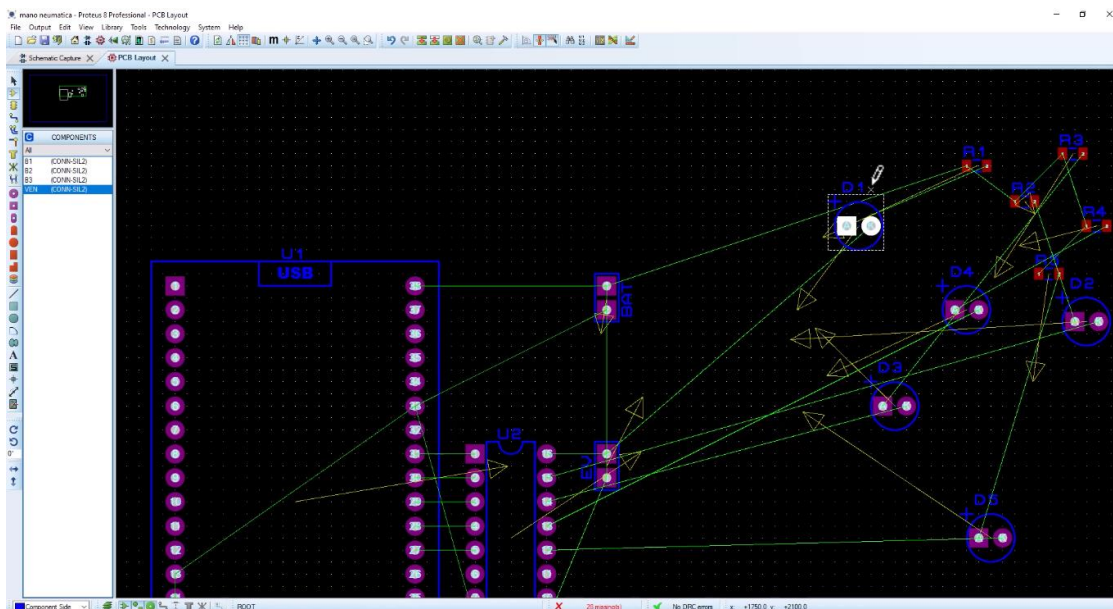 mano neumatica - Proteus 8 Professional - PCB Layout
File Output Edit View Library Tools Technology System Help
Schematic Capture
PCB Layout
COMPONENTS
All
B1 (CONN-SIL2)
B2 (CONN-SIL2)
B3 (CONN-SIL2)
VEN (CONN-SIL2)
U1
USB
BAT
D1
R1
R2
R3
R4
D4
D2
D3
U2
EV
D5
Component Side
ROOT
20 missing(s)
No DRC errors
x: +1750.0 y: +2100.0